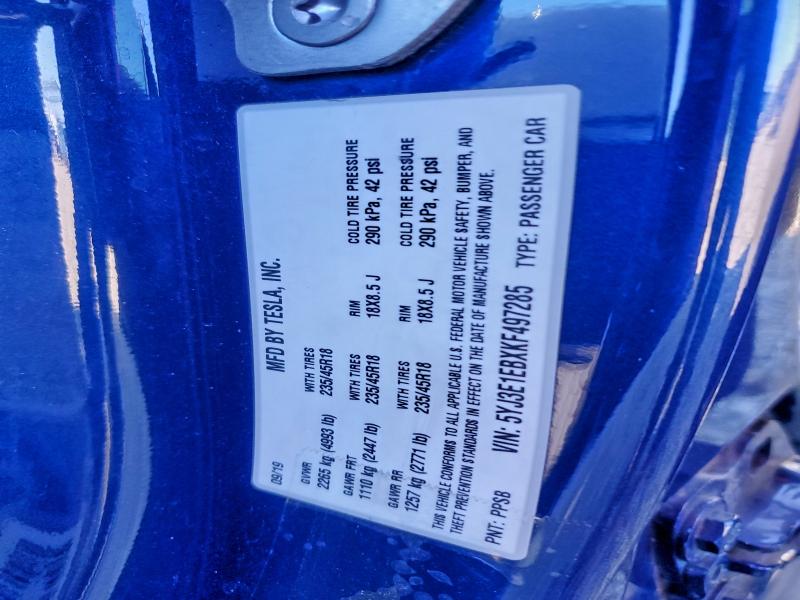 MFD BY TESLA, INC.
09/19
GVWR WITH TIRES
2265 kg (4993 lb) 235/45R18
GAWR FRT WITH TIRES RIM COLD TIRE PRESSURE
1110 kg (2447 lb) 235/45R18 18X8.5 J 290 kPa, 42 psi
GAWR RR WITH TIRES RIM COLD TIRE PRESSURE
1257 kg (2771 lb) 235/45R18 18X8.5 J 290 kPa, 42 psi
THIS VEHICLE CONFORMS TO ALL APPLICABLE U.S. FEDERAL MOTOR VEHICLE SAFETY, BUMPER, AND
THEFT PREVENTION STANDARDS IN EFFECT ON THE DATE OF MANUFACTURE SHOWN ABOVE.
PNT: PPSB VIN: 5YJ3E1EBXKF497285 TYPE: PASSENGER CAR